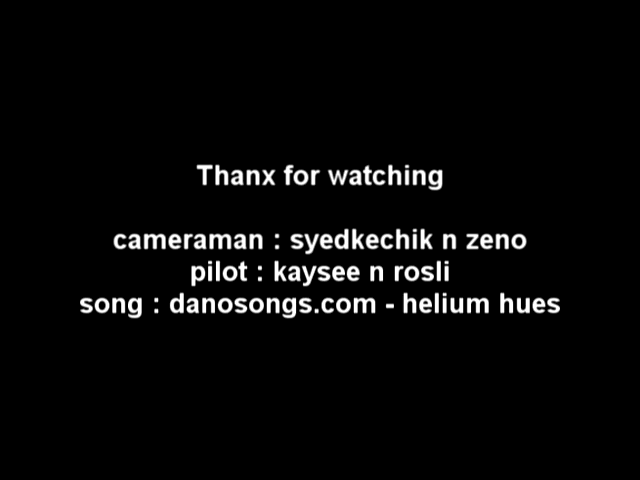 Thanx for watching
cameraman : syedkechik n zeno
pilot : kaysee n rosli
song : danosongs.com - helium hues